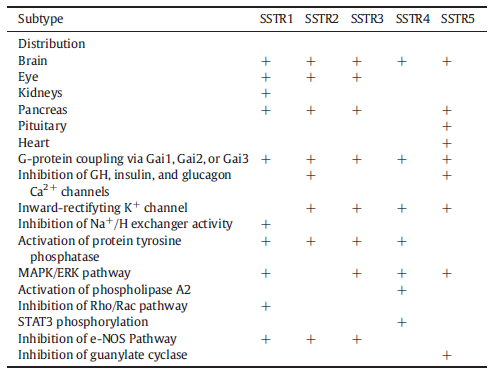 Subtype SSTR1 SSTR2 SSTR3 SSTR4 SSTR5
Distribution
Brain + + + + +
Eye + + +
Kidneys +
Pancreas + + + +
Pituitary +
Heart +
G-protein coupling via Gai1, Gai2, or Gai3 + + + + +
Inhibition of GH, insulin, and glucagon + +
Ca2+ channels
Inward-rectifyting K+ channel + + + +
Inhibition of Na+/H exchanger activity +
Activation of protein tyrosine + + + +
phosphatase
MAPK/ERK pathway + + + +
Activation of phospholipase A2 +
Inhibition of Rho/Rac pathway +
STAT3 phosphorylation +
Inhibition of e-NOS Pathway + + +
Inhibition of guanylate cyclase +